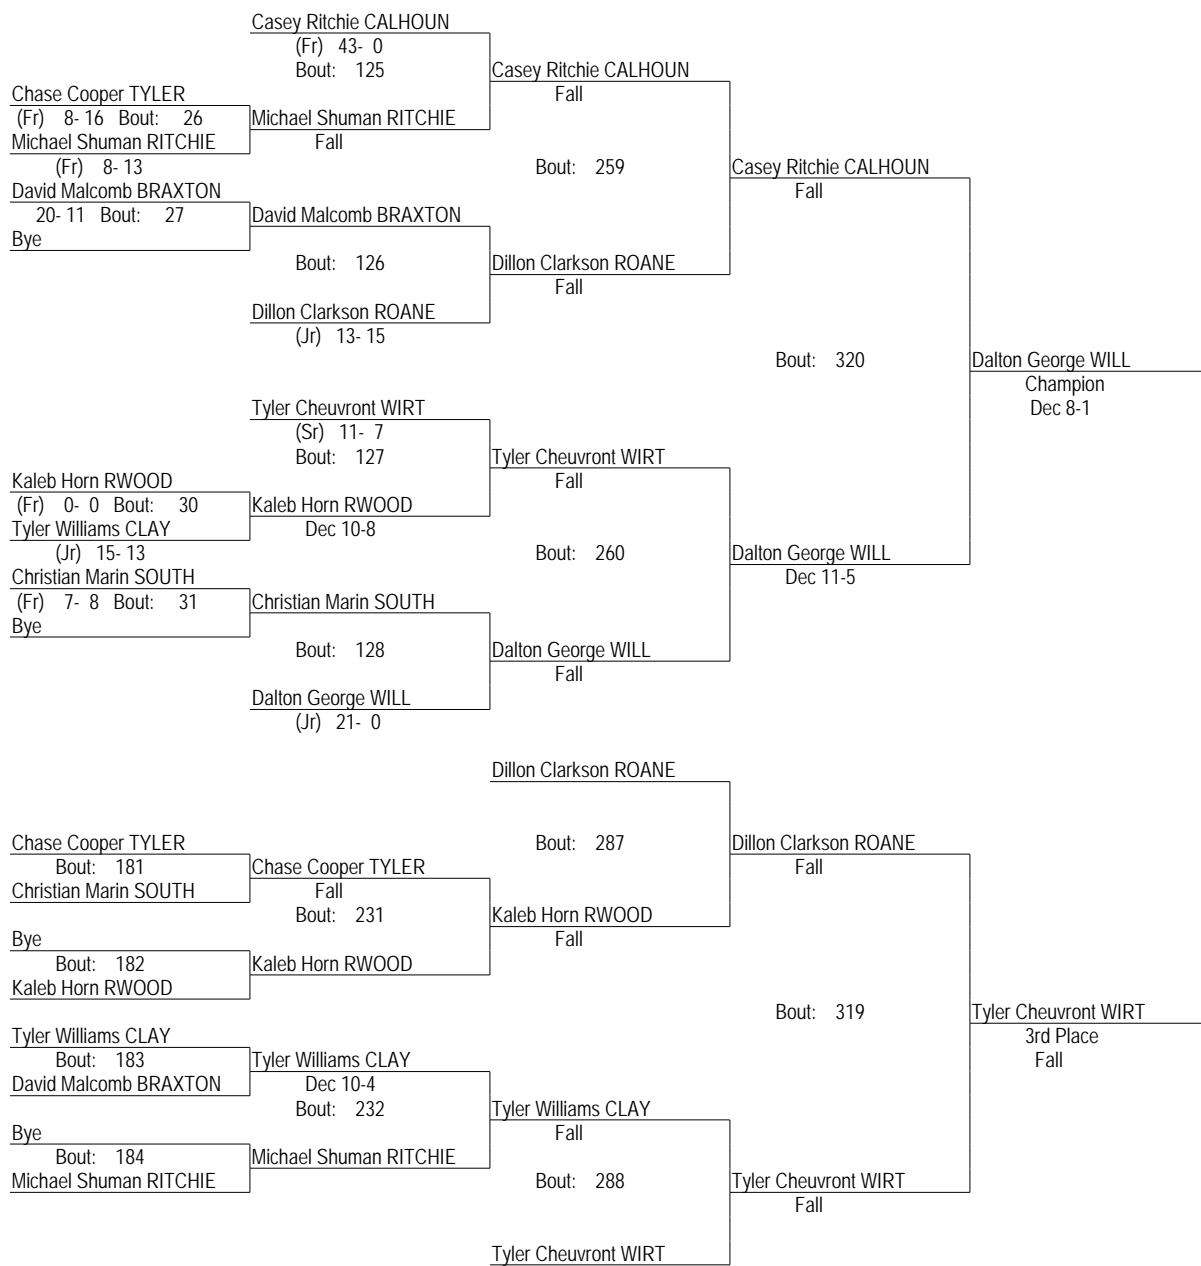 Casey Ritchie CALHOUN
(Fr) 43- 0
Bout: 125
Casey Ritchie CALHOUN
Fall
Chase Cooper TYLER
(Fr) 8- 16 Bout: 26
Michael Shuman RITCHIE
Fall
Michael Shuman RITCHIE
(Fr) 8- 13
Bout: 259
Casey Ritchie CALHOUN
Fall
David Malcomb BRAXTON
20- 11 Bout: 27
David Malcomb BRAXTON
Bye
Bout: 126
Dillon Clarkson ROANE
Fall
Dillon Clarkson ROANE
(Jr) 13- 15
Bout: 320
Dalton George WILL
Champion
Dec 8-1
Tyler Cheuvront WIRT
(Sr) 11- 7
Bout: 127
Tyler Cheuvront WIRT
Fall
Kaleb Horn RWOOD
(Fr) 0- 0 Bout: 30
Kaleb Horn RWOOD
Dec 10-8
Tyler Williams CLAY
(Jr) 15- 13
Bout: 260
Dalton George WILL
Dec 11-5
Christian Marin SOUTH
(Fr) 7- 8 Bout: 31
Christian Marin SOUTH
Bye
Bout: 128
Dalton George WILL
Fall
Dalton George WILL
(Jr) 21- 0
Dillon Clarkson ROANE
Bout: 287
Dillon Clarkson ROANE
Fall
Chase Cooper TYLER
Bout: 181
Chase Cooper TYLER
Fall
Christian Marin SOUTH
Bout: 231
Kaleb Horn RWOOD
Fall
Bye
Bout: 182
Kaleb Horn RWOOD
Kaleb Horn RWOOD
Bout: 319
Tyler Cheuvront WIRT
3rd Place
Fall
Tyler Williams CLAY
Bout: 183
Tyler Williams CLAY
Dec 10-4
David Malcomb BRAXTON
Bout: 232
Tyler Williams CLAY
Fall
Bye
Bout: 184
Michael Shuman RITCHIE
Michael Shuman RITCHIE
Bout: 288
Tyler Cheuvront WIRT
Fall
Tyler Cheuvront WIRT